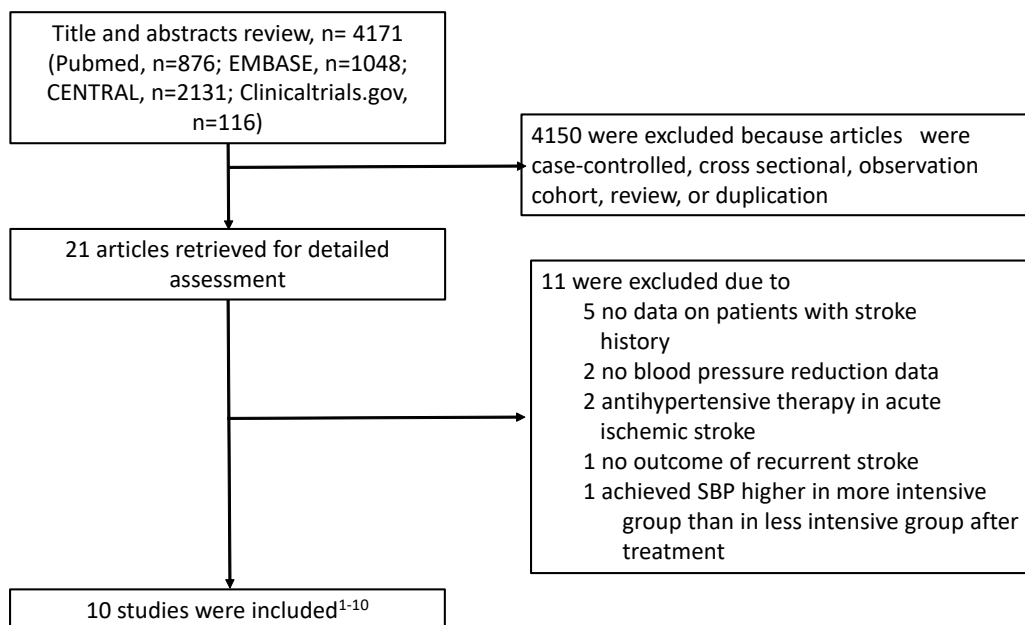 Title and abstracts review, n= 4171
(Pubmed, n=876; EMBASE, n=1048;
CENTRAL, n=2131; Clinicaltrials.gov,
n=116)
4150 were excluded because articles were
case-controlled, cross sectional, observation
cohort, review, or duplication
21 articles retrieved for detailed
assessment
11 were excluded due to
5 no data on patients with stroke
history
2 no blood pressure reduction data
2 antihypertensive therapy in acute
ischemic stroke
1 no outcome of recurrent stroke
1 achieved SBP higher in more intensive
group than in less intensive group after
treatment
10 studies were included¹⁻¹⁰